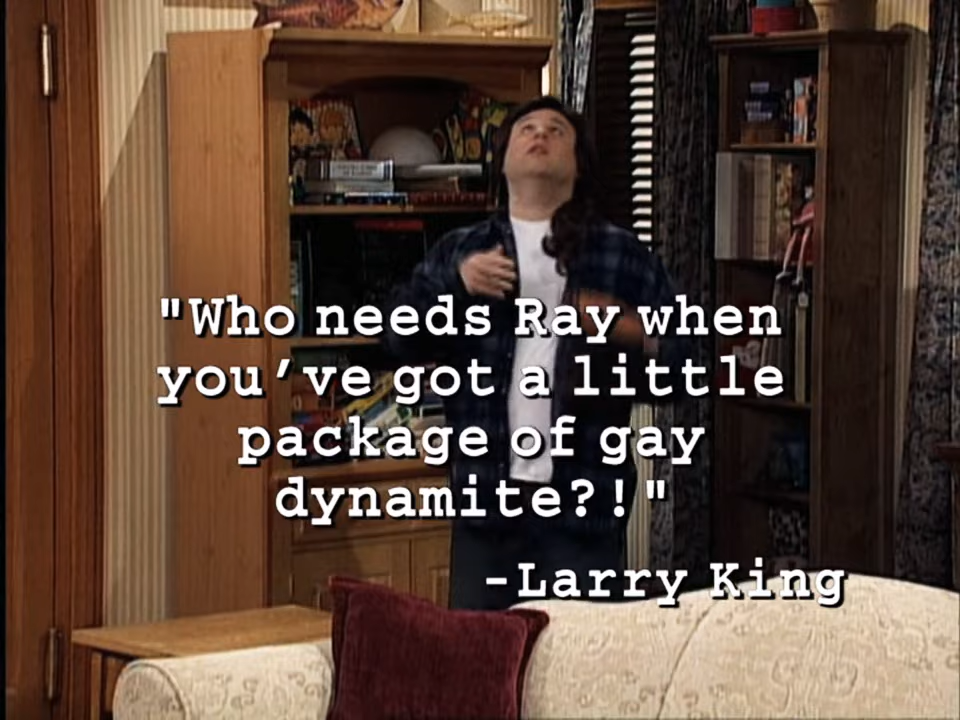 "Who needs Ray when
you've got a little
package of gay
dynamite?!"
-Larry King